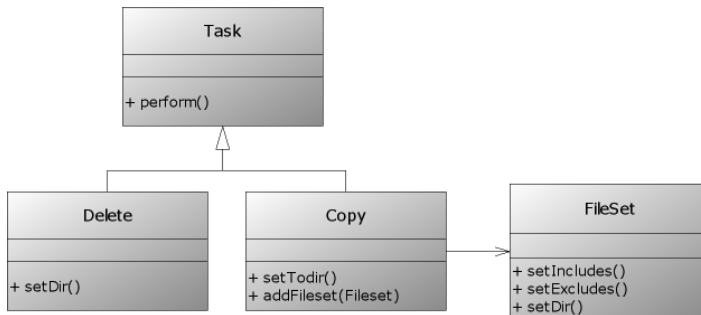 Task
+ perform()
Delete
+ setDir()
Copy
+ setTodir()
+ addFileset(Fileset)
FileSet
+ setIncludes()
+ setExcludes()
+ setDir()